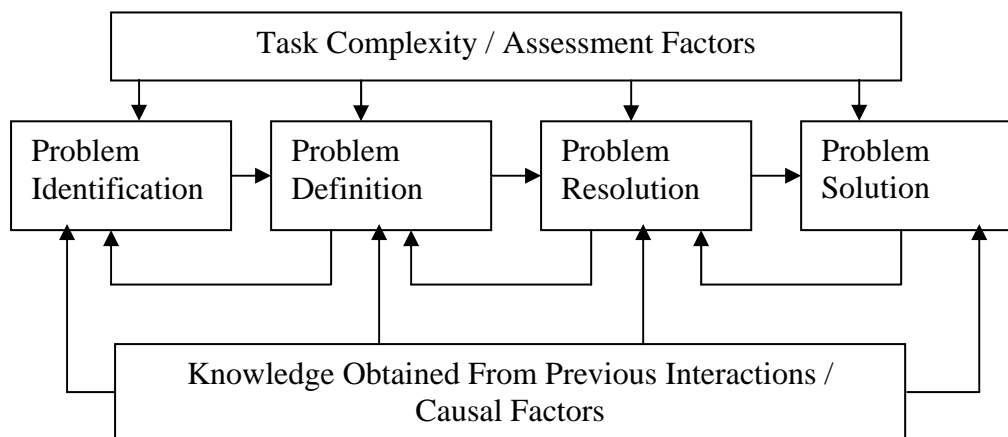 Task Complexity / Assessment Factors
Problem
Identification
Problem
Definition
Problem
Resolution
Problem
Solution
Knowledge Obtained From Previous Interactions /
Causal Factors